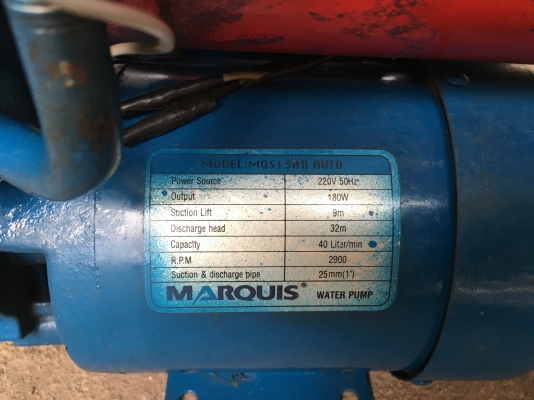 MODEL:MQS130B AUTO
Power Source 220V 50Hz
Output 180W
Suction Lift 9m
Discharge head 32m
Capacity 40 Liter/min
R.P.M 2900
Suction & discharge pipe 25mm(1")
MARQUIS® WATER PUMP